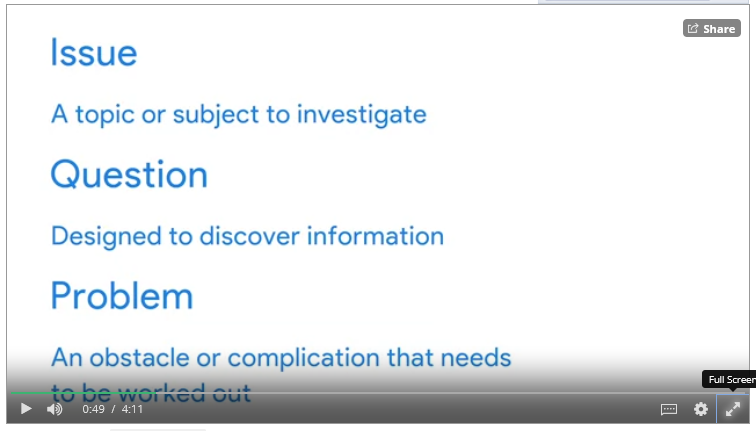 Share
Issue
A topic or subject to investigate
Question
Designed to discover information
Problem
An obstacle or complication that needs
to be worked out
Full Screen
0:49 / 4:11